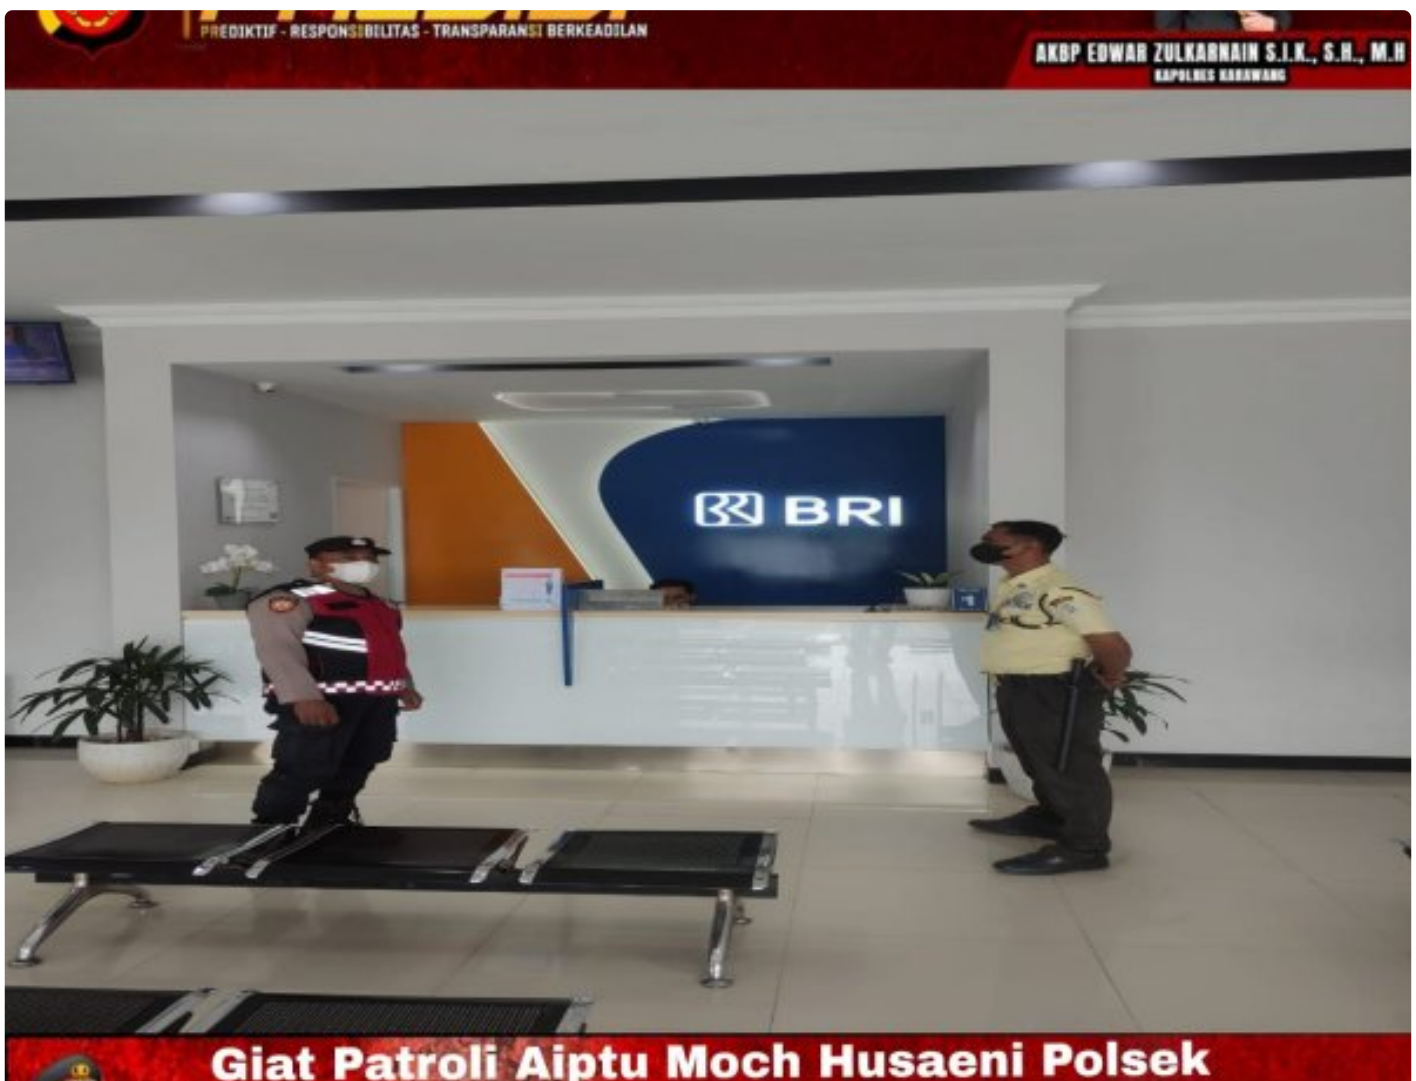 PREDIKTIF - RESPONSIBILITAS - TRANSPARANSI BERKEADILAN
AKBP EDWAR ZULKARNAIN S.I.K., S.H., M.H
KAPOLRES KARAWANG
BRI
Giat Patroli Aiptu Moch Husaeni Polsek